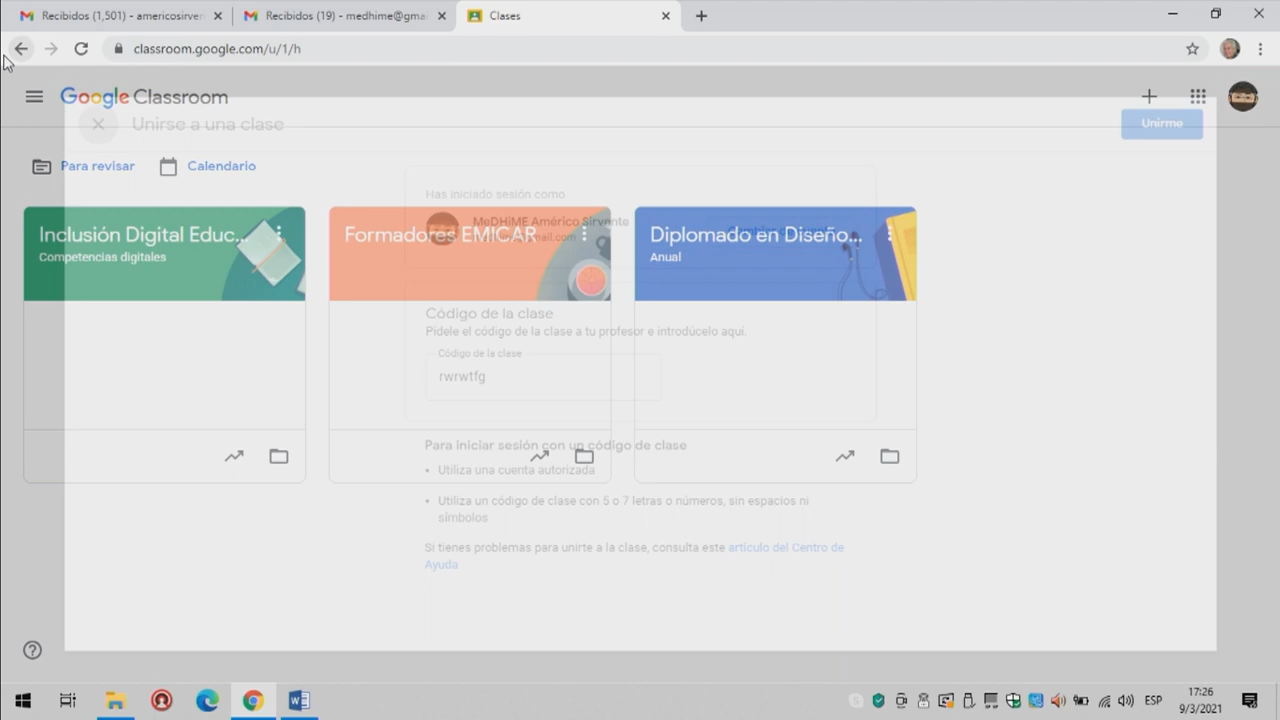 Recibidos (1,501) - americosirven
Recibidos (19) - medhime@gmai
Clases
classroom.google.com/u/1/h
Google Classroom
Unirse a una clase
Unirme
Para revisar
Calendario
Has iniciado sesión como
MeDHiME Américo Sirvente
Inclusión Digital Educ...
Competencias digitales
Formadores EMICAR
Diplomado en Diseño...
Anual
Código de la clase
Pídele el código de la clase a tu profesor e introdúcelo aquí.
Código de la clase
rwrwtfg
Para iniciar sesión con un código de clase
• Utiliza una cuenta autorizada
• Utiliza un código de clase con 5 o 7 letras o números, sin espacios ni
símbolos
Si tienes problemas para unirte a la clase, consulta este artículo del Centro de
Ayuda
ESP
17:26
9/3/2021